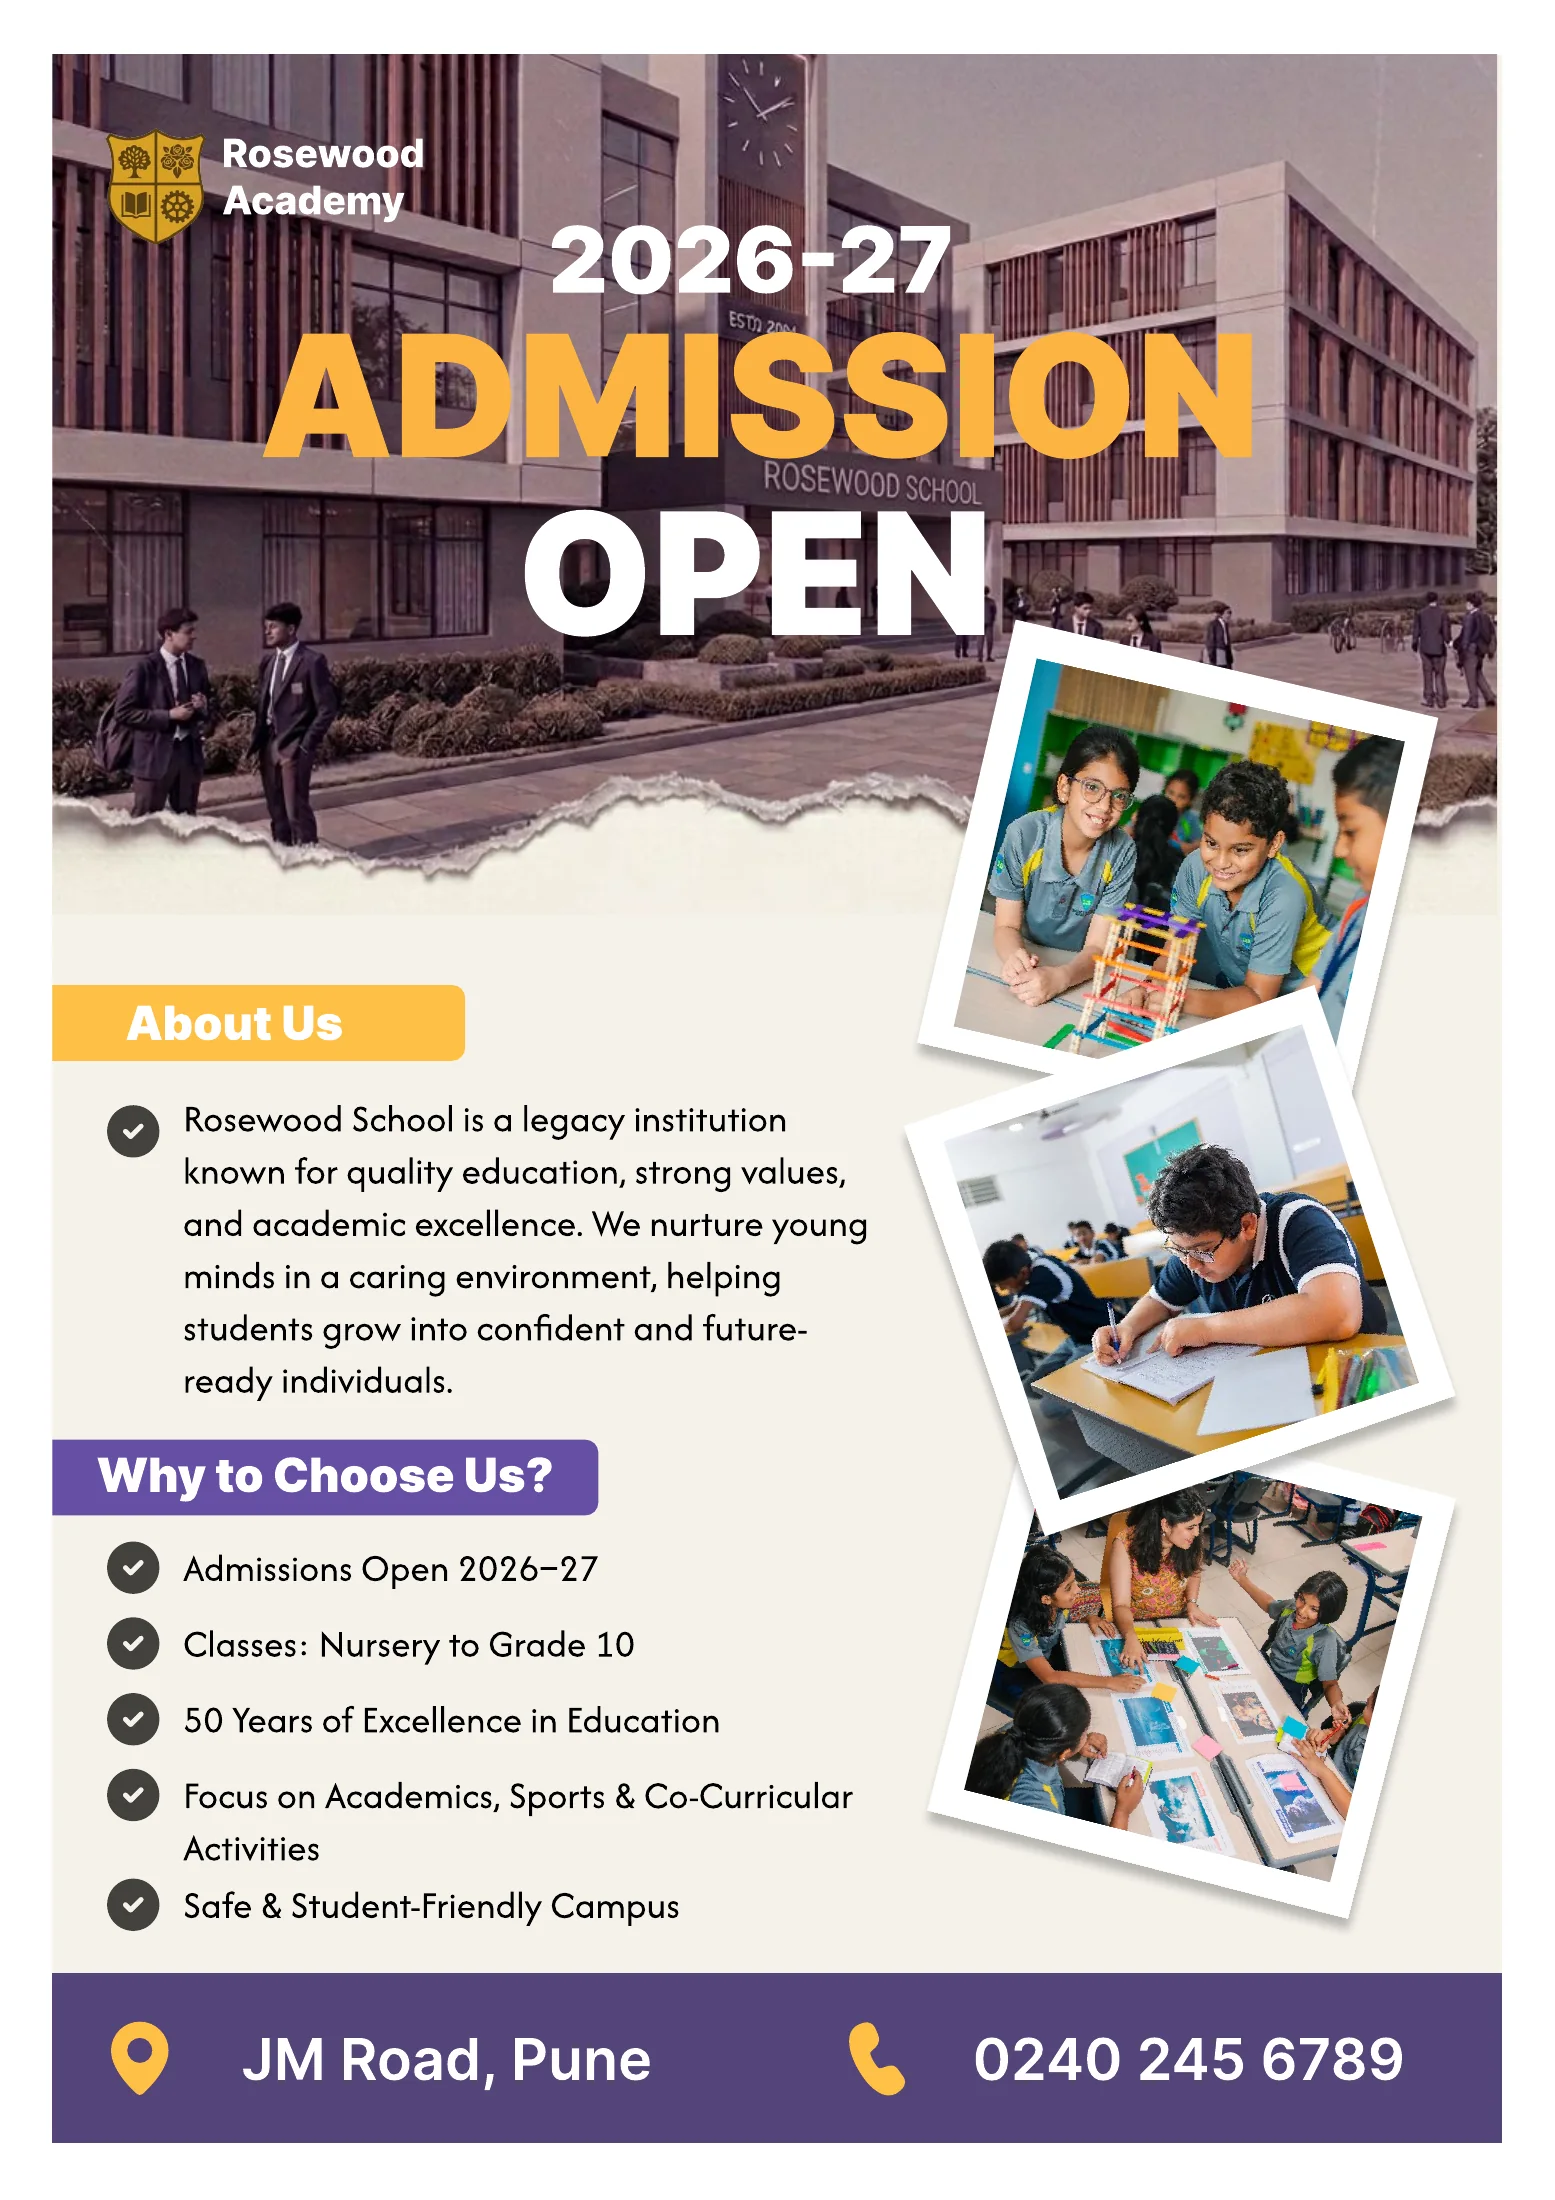 Rosewood
Academy
2026-27
ESTD 200
ADMISSION
ROSEWOOD SCHOOL
OPEN
About Us
Rosewood School is a legacy institution
known for quality education, strong values,
and academic excellence. We nurture young
minds in a caring environment, helping
students grow into confident and future-
ready individuals.
Why to Choose Us?
Admissions Open 2026–27
Classes: Nursery to Grade 10
50 Years of Excellence in Education
Focus on Academics, Sports & Co-Curricular
Activities
Safe & Student-Friendly Campus
JM Road, Pune
0240 245 6789